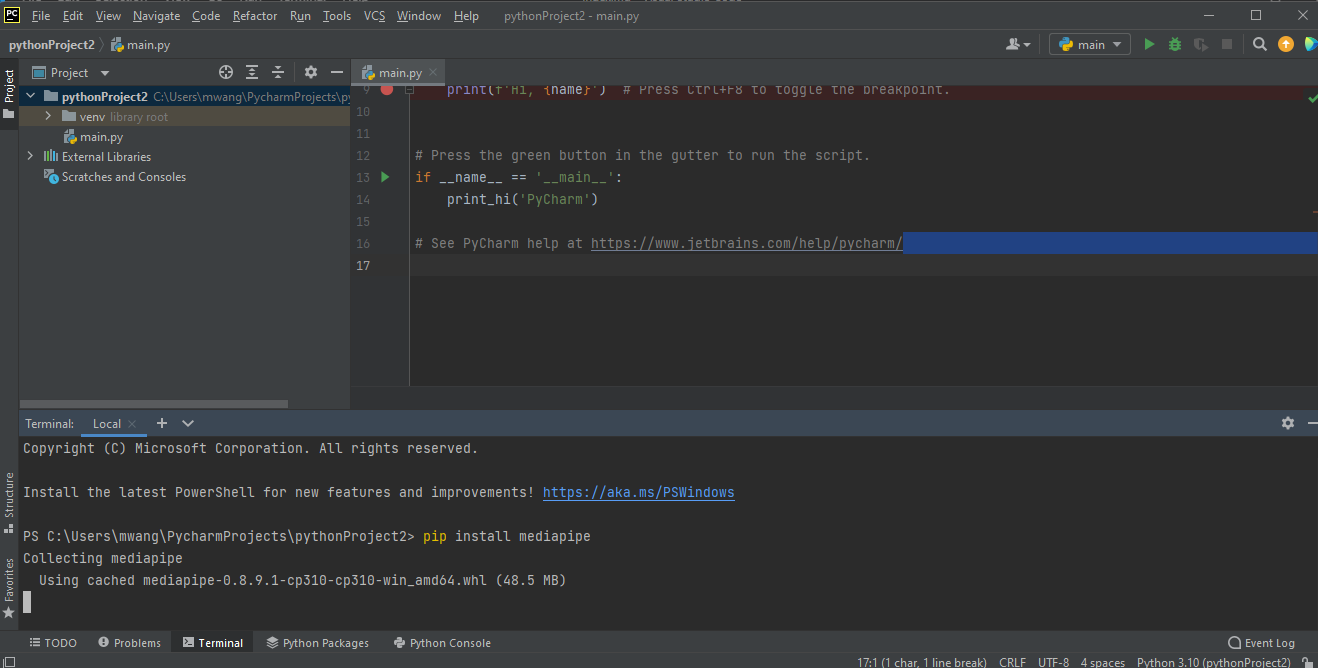 PC File Edit View Navigate Code Refactor Run Tools VCS Window Help pythonProject2 - main.py
pythonProject2 main.py main
Project Project main.py
pythonProject2 C:\Users\mwang\PycharmProjects\py
venv library root
main.py
External Libraries
Scratches and Consoles
9 print(f'Hi, {name}') # Press Ctrl+F8 to toggle the breakpoint.
10
11
12 # Press the green button in the gutter to run the script.
13 if __name__ == '__main__':
14 print_hi('PyCharm')
15
16 # See PyCharm help at https://www.jetbrains.com/help/pycharm/
17
Terminal: Local
Copyright (C) Microsoft Corporation. All rights reserved.
Install the latest PowerShell for new features and improvements! https://aka.ms/PSWindows
PS C:\Users\mwang\PycharmProjects\pythonProject2> pip install mediapipe
Collecting mediapipe
Using cached mediapipe-0.8.9.1-cp310-cp310-win_amd64.whl (48.5 MB)
Structure
Favorites
TODO Problems Terminal Python Packages Python Console Event Log
17:1 (1 char, 1 line break) CRLF UTF-8 4 spaces Python 3.10 (pythonProject2)